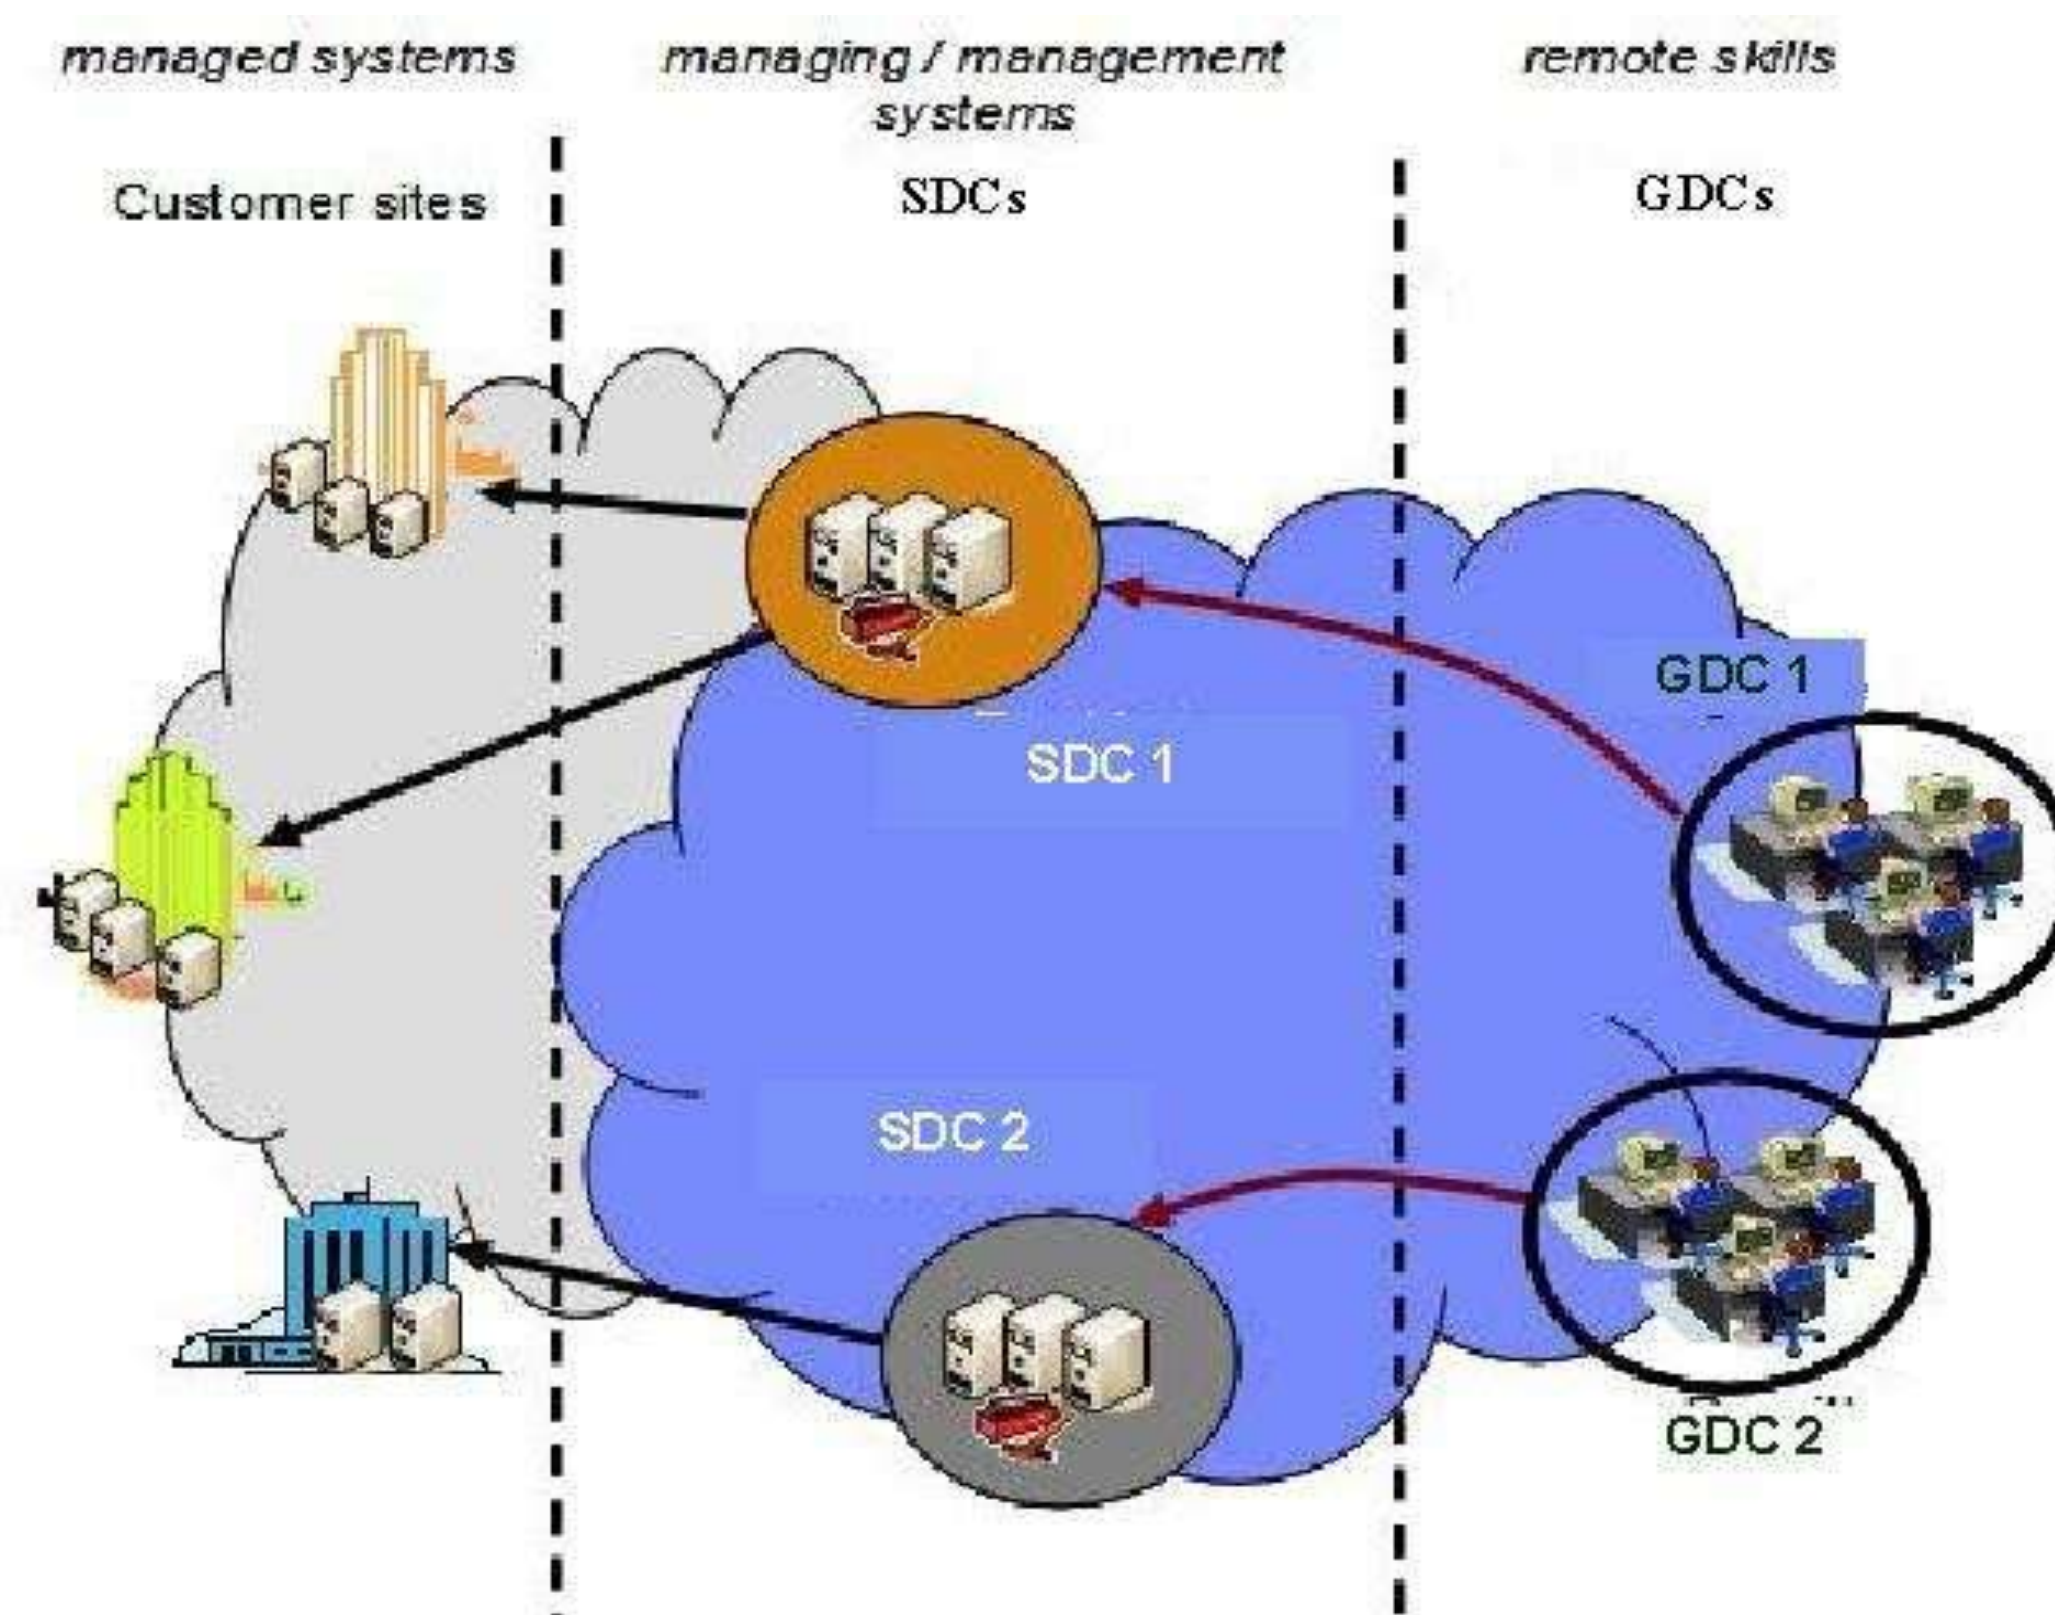 managed systems
managing / management
systems
remote skills
Customer sites
SDCs
GDCs
GDC 1
SDC 1
SDC 2
GDC 2